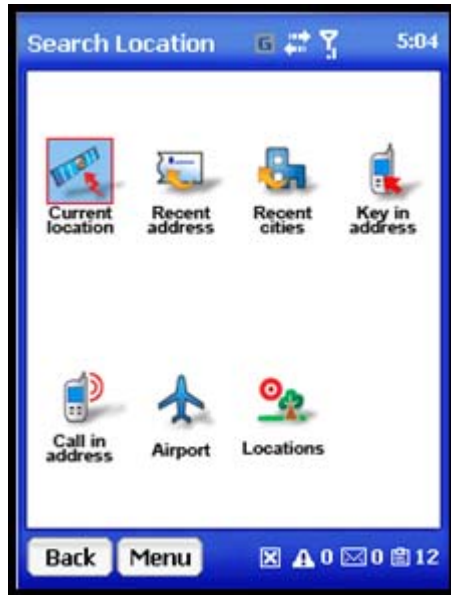 Search Location G 5:04
Current Recent Recent Key in
location address cities address
Call in Airport Locations
address
Back Menu 0 0 12